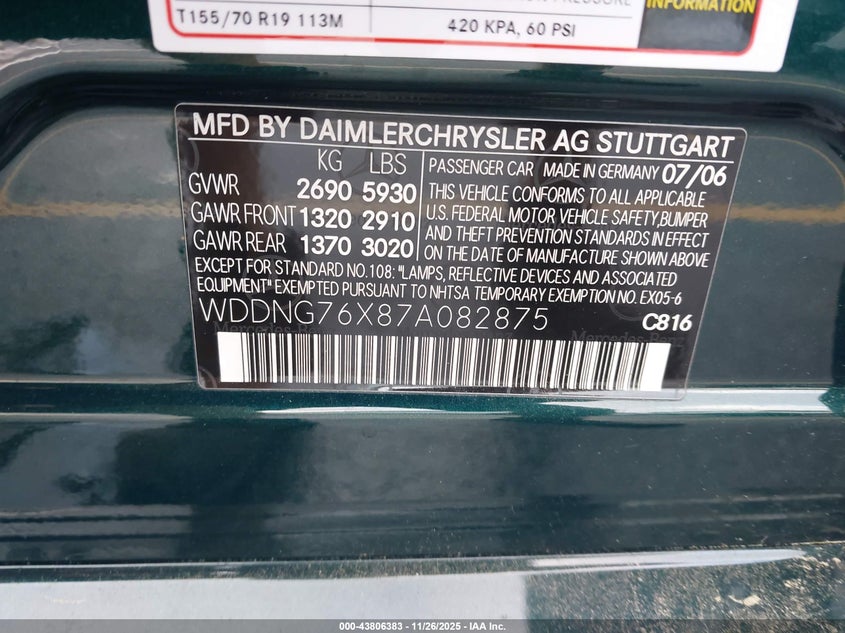 INFORMATION
T155/70 R19 113M
420 KPA, 60 PSI
MFD BY DAIMLERCHRYSLER AG STUTTGART
KG LBS
GVWR 2690 5930
GAWR FRONT 1320 2910
GAWR REAR 1370 3020
PASSENGER CAR MADE IN GERMANY 07/06
THIS VEHICLE CONFORMS TO ALL APPLICABLE
U.S. FEDERAL MOTOR VEHICLE SAFETY,BUMPER
AND THEFT PREVENTION STANDARDS IN EFFECT
ON THE DATE OF MANUFACTURE SHOWN ABOVE
EXCEPT FOR STANDARD NO.108: "LAMPS, REFLECTIVE DEVICES AND ASSOCIATED
EQUIPMENT" EXEMPTED PURSUANT TO NHTSA TEMPORARY EXEMPTION NO. EX05-6
WDDNG76X87A082875
C816
Mercedes-Benz
000-43806383 - 11/26/2025 - IAA Inc.